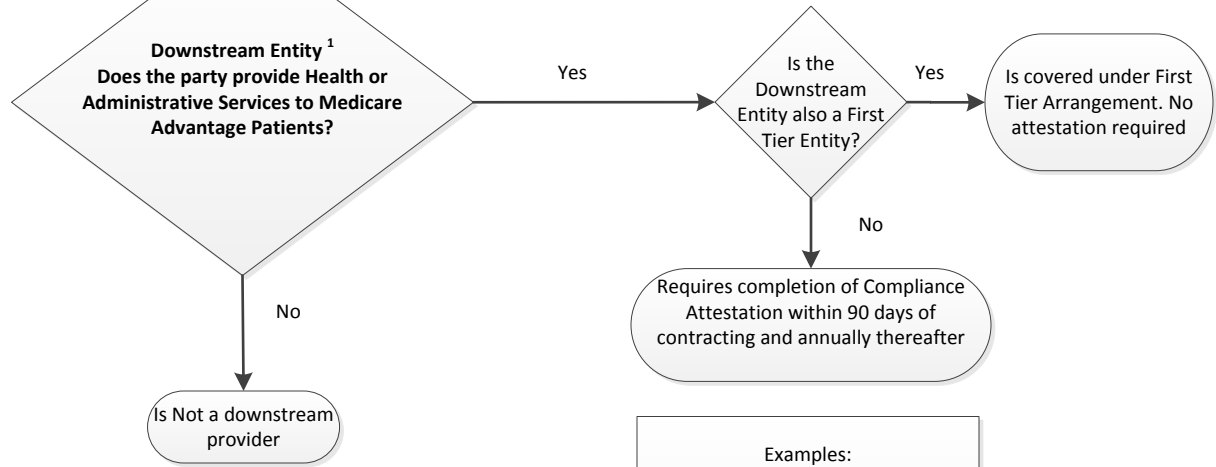 Downstream Entity 1
Does the party provide Health or
Administrative Services to Medicare
Advantage Patients?
Yes
Is the
Downstream
Entity also a First
Tier Entity?
Yes
Is covered under First
Tier Arrangement. No
attestation required
No
Requires completion of Compliance
Attestation within 90 days of
contracting and annually thereafter
No
Is Not a downstream
provider
Examples: